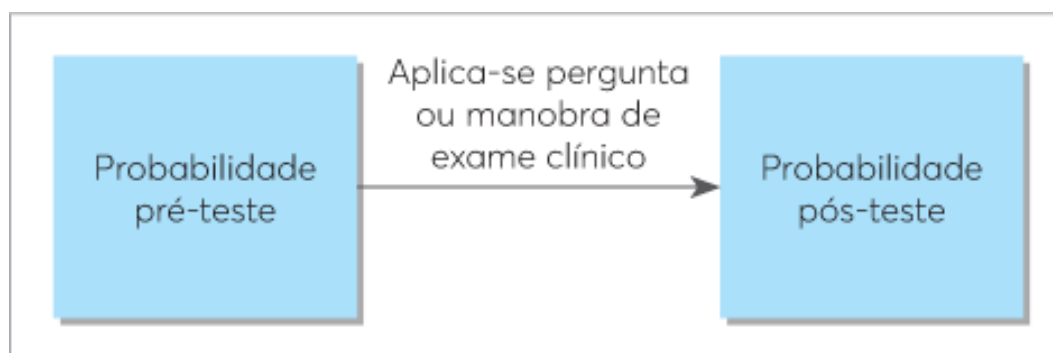 Probabilidade
pré-teste
Aplica-se pergunta
ou manobra de
exame clínico
Probabilidade
pós-teste